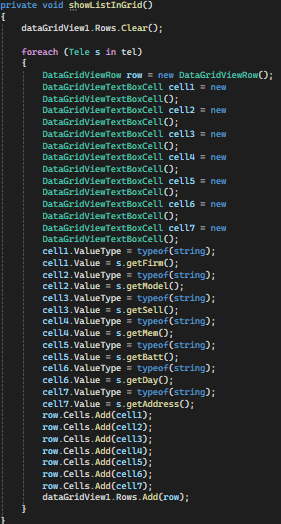 private void showListInGrid()
{
dataGridView1.Rows.Clear();
foreach (Tele s in tel)
{
DataGridViewRow row = new DataGridViewRow();
DataGridViewTextBoxCell cell1 = new
DataGridViewTextBoxCell();
DataGridViewTextBoxCell cell2 = new
DataGridViewTextBoxCell();
DataGridViewTextBoxCell cell3 = new
DataGridViewTextBoxCell();
DataGridViewTextBoxCell cell4 = new
DataGridViewTextBoxCell();
DataGridViewTextBoxCell cell5 = new
DataGridViewTextBoxCell();
DataGridViewTextBoxCell cell6 = new
DataGridViewTextBoxCell();
DataGridViewTextBoxCell cell7 = new
DataGridViewTextBoxCell();
cell1.ValueType = typeof(string);
cell1.Value = s.getFirm();
cell2.ValueType = typeof(string);
cell2.Value = s.getModel();
cell3.ValueType = typeof(string);
cell3.Value = s.getSell();
cell4.ValueType = typeof(string);
cell4.Value = s.getMem();
cell5.ValueType = typeof(string);
cell5.Value = s.getBatt();
cell6.ValueType = typeof(string);
cell6.Value = s.getDay();
cell7.ValueType = typeof(string);
cell7.Value = s.getAddress();
row.Cells.Add(cell1);
row.Cells.Add(cell2);
row.Cells.Add(cell3);
row.Cells.Add(cell4);
row.Cells.Add(cell5);
row.Cells.Add(cell6);
row.Cells.Add(cell7);
dataGridView1.Rows.Add(row);
}
}